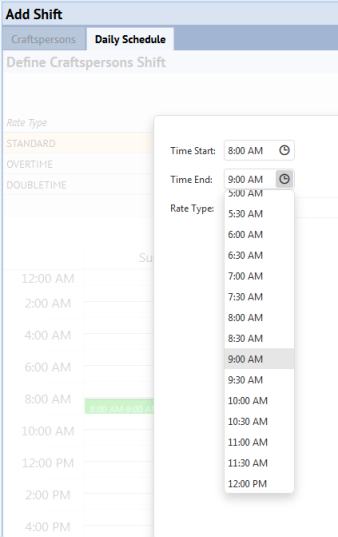 Add Shift
Craftspersons Daily Schedule
Define Craftspersons Shift
Rate Type
STANDARD
OVERTIME
DOUBLETIME
Time Start: 8:00 AM
Time End: 9:00 AM
Rate Type:
5:00 AM
5:30 AM
6:00 AM
6:30 AM
7:00 AM
7:30 AM
8:00 AM
8:30 AM
9:00 AM
9:30 AM
10:00 AM
10:30 AM
11:00 AM
11:30 AM
12:00 PM
Su
12:00 AM
2:00 AM
4:00 AM
6:00 AM
8:00 AM
8:00 AM-9:00 A
10:00 AM
12:00 PM
2:00 PM
4:00 PM